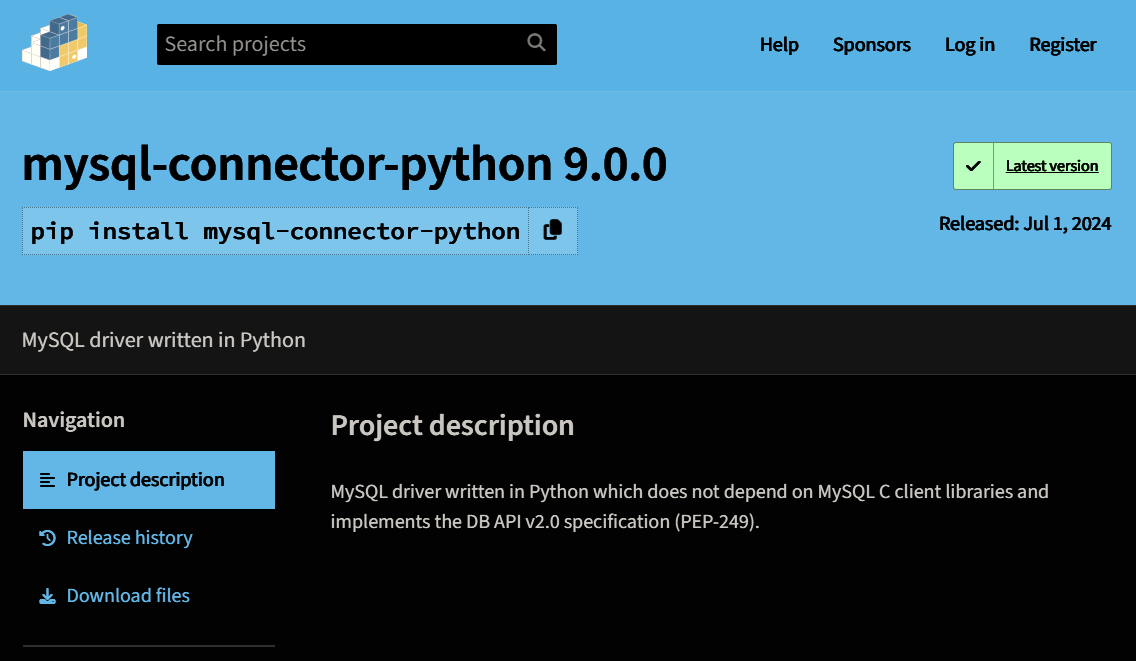 Search projects
Help
Sponsors
Log in
Register
mysql-connector-python 9.0.0
Latest version
pip install mysql-connector-python
Released: Jul 1, 2024
MySQL driver written in Python
Navigation
Project description
Release history
Download files
Project description
MySQL driver written in Python which does not depend on MySQL C client libraries and
implements the DB API v2.0 specification (PEP-249).